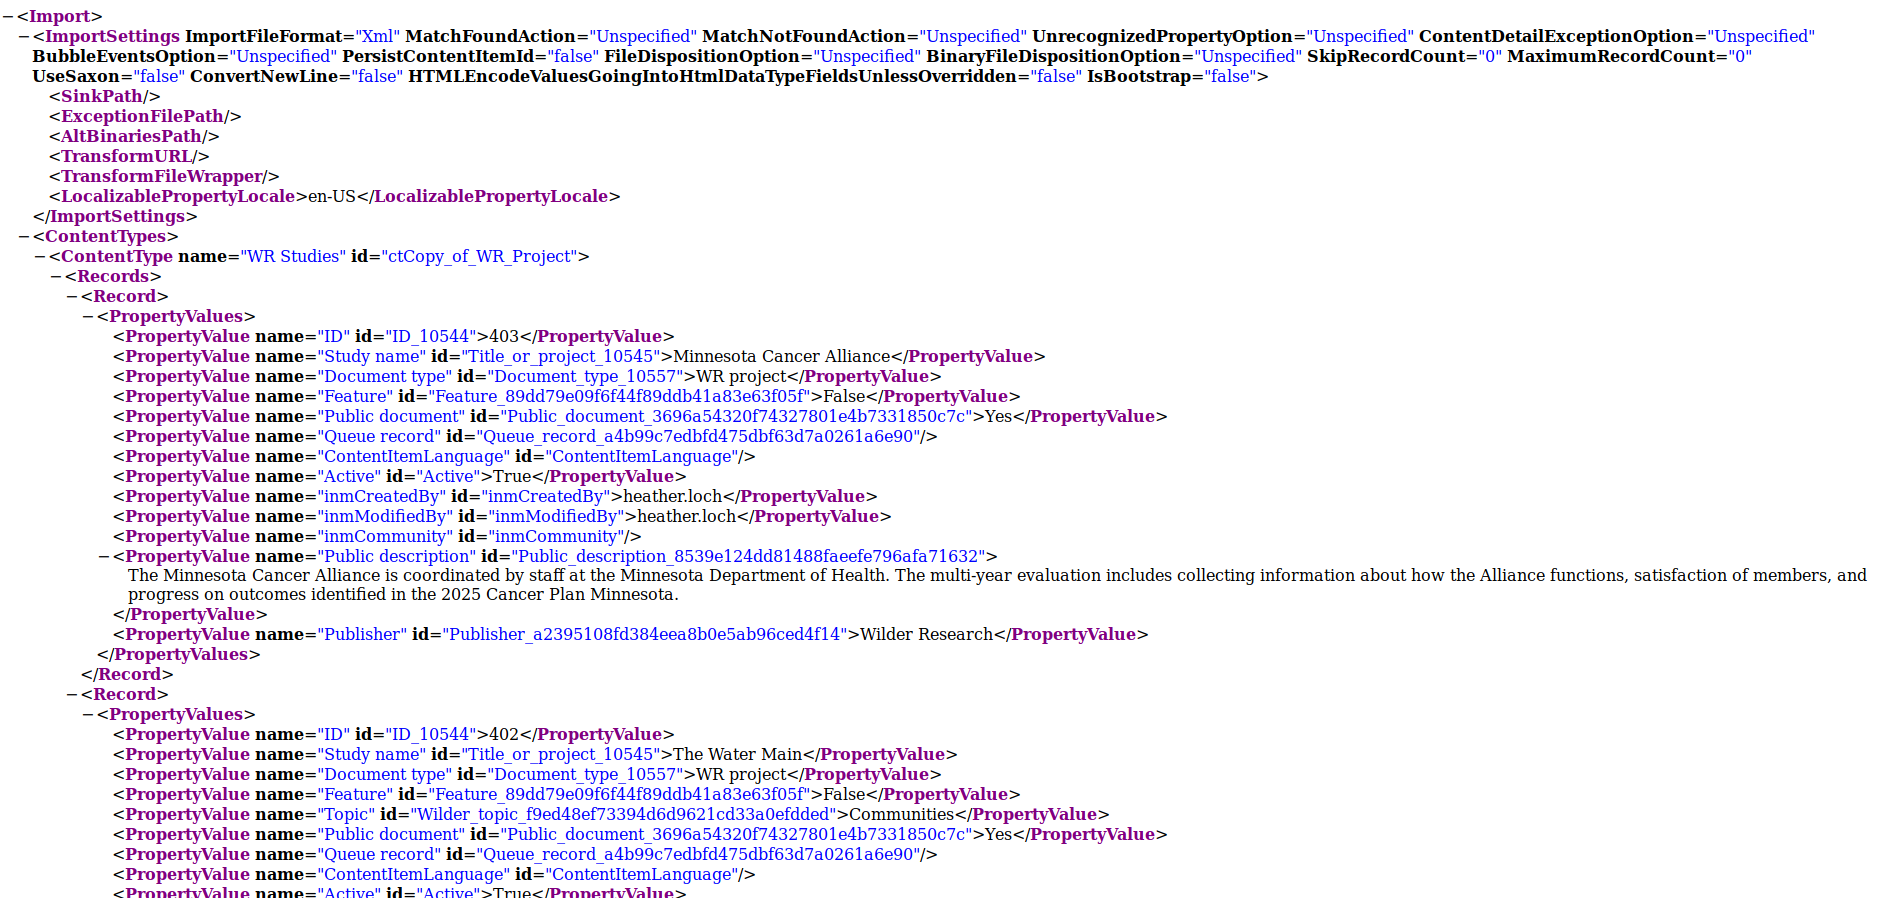 −<Import>
−<ImportSettings ImportFileFormat="Xml" MatchFoundAction="Unspecified" MatchNotFoundAction="Unspecified" UnrecognizedPropertyOption="Unspecified" ContentDetailExceptionOption="Unspecified"
BubbleEventsOption="Unspecified" PersistContentItemId="false" FileDispositionOption="Unspecified" BinaryFileDispositionOption="Unspecified" SkipRecordCount="0" MaximumRecordCount="0"
UseSaxon="false" ConvertNewLine="false" HTMLEncodeValuesGoingIntoHtmlDataTypeFieldsUnlessOverridden="false" IsBootstrap="false">
<SinkPath/>
<ExceptionFilePath/>
<AltBinariesPath/>
<TransformURL/>
<TransformFileWrapper/>
<LocalizablePropertyLocale>en-US</LocalizablePropertyLocale>
</ImportSettings>
−<ContentTypes>
−<ContentType name="WR Studies" id="ctCopy_of_WR_Project">
−<Records>
−<Record>
−<PropertyValues>
<PropertyValue name="ID" id="ID_10544">403</PropertyValue>
<PropertyValue name="Study name" id="Title_or_project_10545">Minnesota Cancer Alliance</PropertyValue>
<PropertyValue name="Document type" id="Document_type_10557">WR project</PropertyValue>
<PropertyValue name="Feature" id="Feature_89dd79e09f6f44f89ddb41a83e63f05f">False</PropertyValue>
<PropertyValue name="Public document" id="Public_document_3696a54320f74327801e4b7331850c7c">Yes</PropertyValue>
<PropertyValue name="Queue record" id="Queue_record_a4b99c7edbfd475dbf63d7a0261a6e90"/>
<PropertyValue name="ContentItemLanguage" id="ContentItemLanguage"/>
<PropertyValue name="Active" id="Active">True</PropertyValue>
<PropertyValue name="inmCreatedBy" id="inmCreatedBy">heather.loch</PropertyValue>
<PropertyValue name="inmModifiedBy" id="inmModifiedBy">heather.loch</PropertyValue>
<PropertyValue name="inmCommunity" id="inmCommunity"/>
−<PropertyValue name="Public description" id="Public_description_8539e124dd81488faeefe796afa71632">
The Minnesota Cancer Alliance is coordinated by staff at the Minnesota Department of Health. The multi-year evaluation includes collecting information about how the Alliance functions, satisfaction of members, and
progress on outcomes identified in the 2025 Cancer Plan Minnesota.
</PropertyValue>
<PropertyValue name="Publisher" id="Publisher_a2395108fd384eea8b0e5ab96ced4f14">Wilder Research</PropertyValue>
</PropertyValues>
</Record>
−<Record>
−<PropertyValues>
<PropertyValue name="ID" id="ID_10544">402</PropertyValue>
<PropertyValue name="Study name" id="Title_or_project_10545">The Water Main</PropertyValue>
<PropertyValue name="Document type" id="Document_type_10557">WR project</PropertyValue>
<PropertyValue name="Feature" id="Feature_89dd79e09f6f44f89ddb41a83e63f05f">False</PropertyValue>
<PropertyValue name="Topic" id="Wilder_topic_f9ed48ef73394d6d9621cd33a0efdded">Communities</PropertyValue>
<PropertyValue name="Public document" id="Public_document_3696a54320f74327801e4b7331850c7c">Yes</PropertyValue>
<PropertyValue name="Queue record" id="Queue_record_a4b99c7edbfd475dbf63d7a0261a6e90"/>
<PropertyValue name="ContentItemLanguage" id="ContentItemLanguage"/>
<PropertyValue name="Active" id="Active">True</PropertyValue>